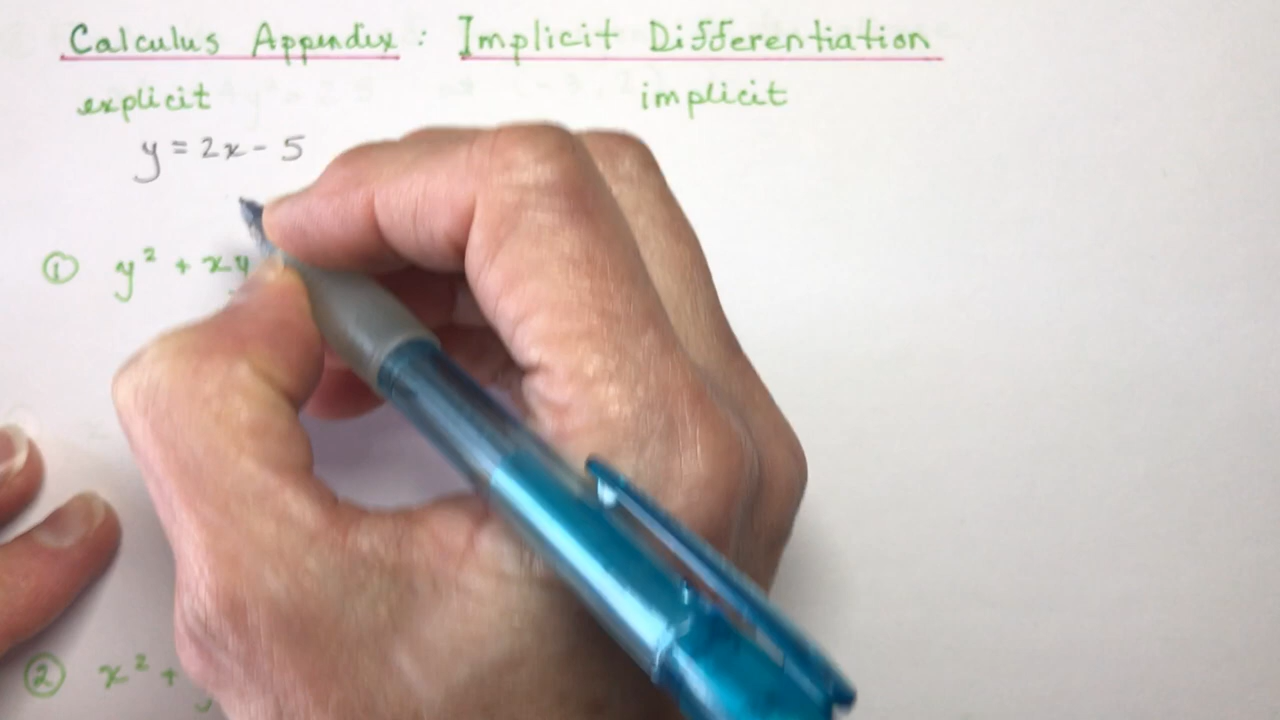 Calculus Appendix : Implicit Differentiation
explicit implicit
y = 2x - 5
① y² + xy
② x² +